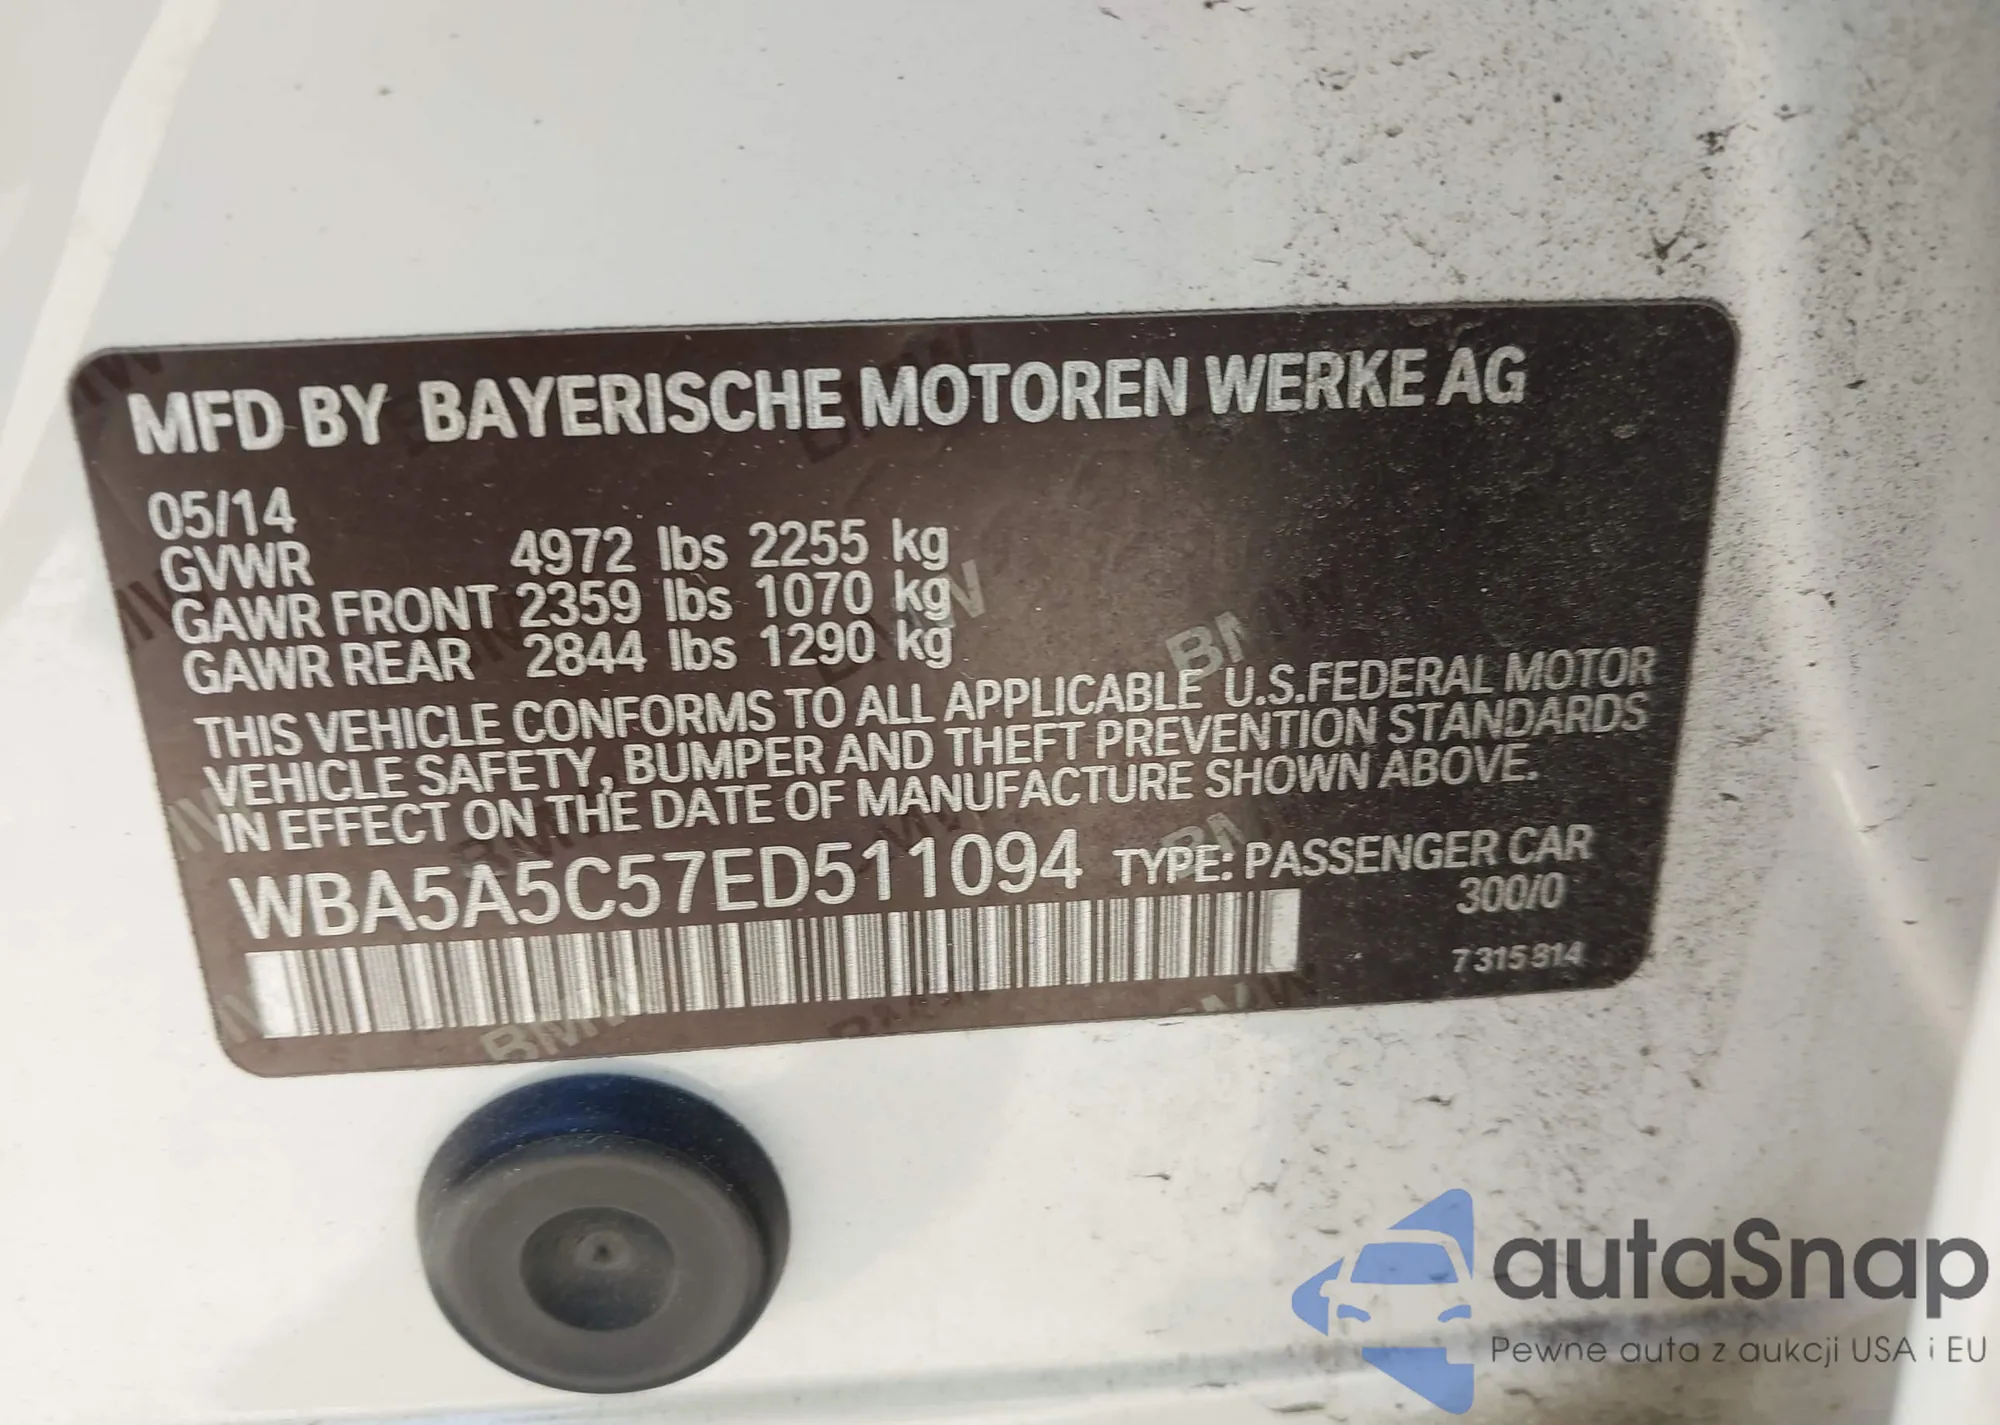 MFD BY BAYERISCHE MOTOREN WERKE AG
05/14
GVWR 4972 lbs 2255 kg
GAWR FRONT 2359 lbs 1070 kg
GAWR REAR 2844 lbs 1290 kg
THIS VEHICLE CONFORMS TO ALL APPLICABLE U.S.FEDERAL MOTOR
VEHICLE SAFETY, BUMPER AND THEFT PREVENTION STANDARDS
IN EFFECT ON THE DATE OF MANUFACTURE SHOWN ABOVE.
WBA5A5C57ED511094 TYPE: PASSENGER CAR
300/0
7 315 814
autaSnap
Pewne auta z aukcji USA i EU